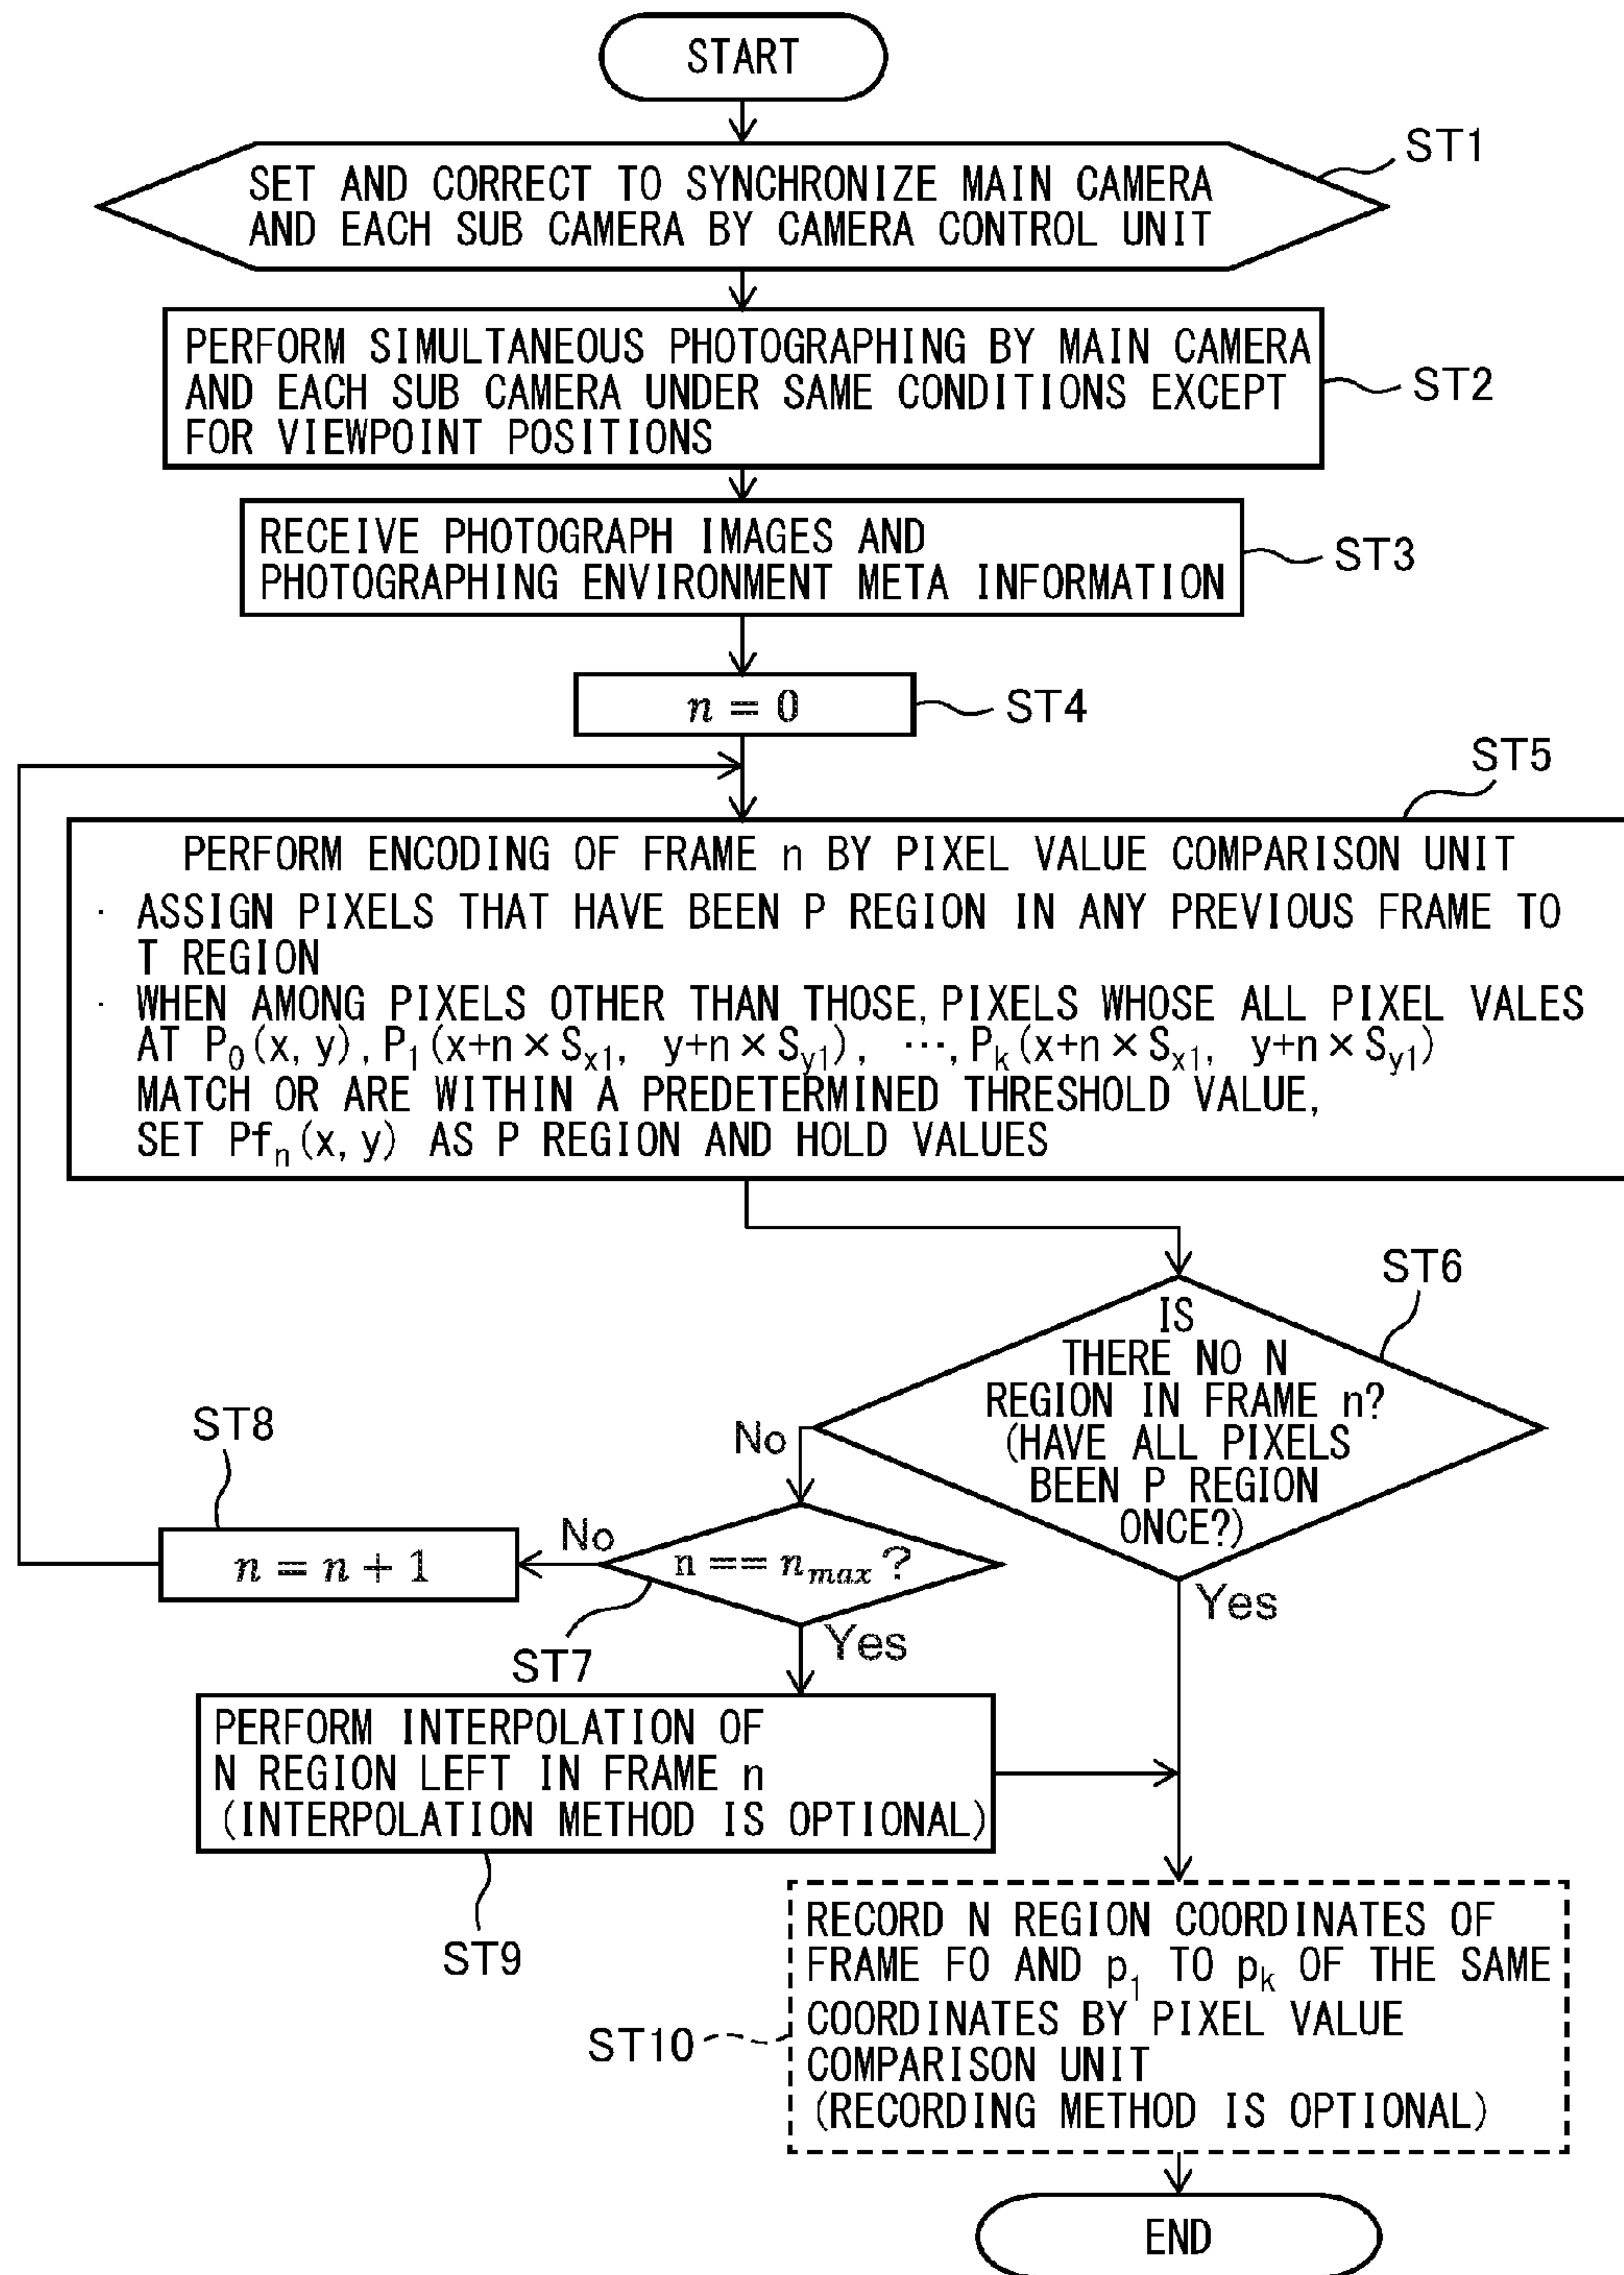 START
ST1
SET AND CORRECT TO SYNCHRONIZE MAIN CAMERA
AND EACH SUB CAMERA BY CAMERA CONTROL UNIT
PERFORM SIMULTANEOUS PHOTOGRAPHING BY MAIN CAMERA
AND EACH SUB CAMERA UNDER SAME CONDITIONS EXCEPT
FOR VIEWPOINT POSITIONS
ST2
RECEIVE PHOTOGRAPH IMAGES AND
PHOTOGRAPHING ENVIRONMENT META INFORMATION
ST3
n = 0
ST4
ST5
PERFORM ENCODING OF FRAME n BY PIXEL VALUE COMPARISON UNIT
· ASSIGN PIXELS THAT HAVE BEEN P REGION IN ANY PREVIOUS FRAME TO
T REGION
· WHEN AMONG PIXELS OTHER THAN THOSE, PIXELS WHOSE ALL PIXEL VALES
AT P₀(x, y), P₁(x+n×Sₓ₁, y+n×S_y1), ···, Pₖ(x+n×Sₓ₁, y+n×S_y1)
MATCH OR ARE WITHIN A PREDETERMINED THRESHOLD VALUE,
SET Pfₙ(x, y) AS P REGION AND HOLD VALUES
ST6
IS
THERE NO N
REGION IN FRAME n?
(HAVE ALL PIXELS
BEEN P REGION
ONCE?)
No
Yes
ST8
n = n + 1
No
n == nₘₐₓ ?
ST7
Yes
PERFORM INTERPOLATION OF
N REGION LEFT IN FRAME n
(INTERPOLATION METHOD IS OPTIONAL)
ST9
RECORD N REGION COORDINATES OF
FRAME F0 AND p₁ TO pₖ OF THE SAME
COORDINATES BY PIXEL VALUE
COMPARISON UNIT
(RECORDING METHOD IS OPTIONAL)
ST10
END